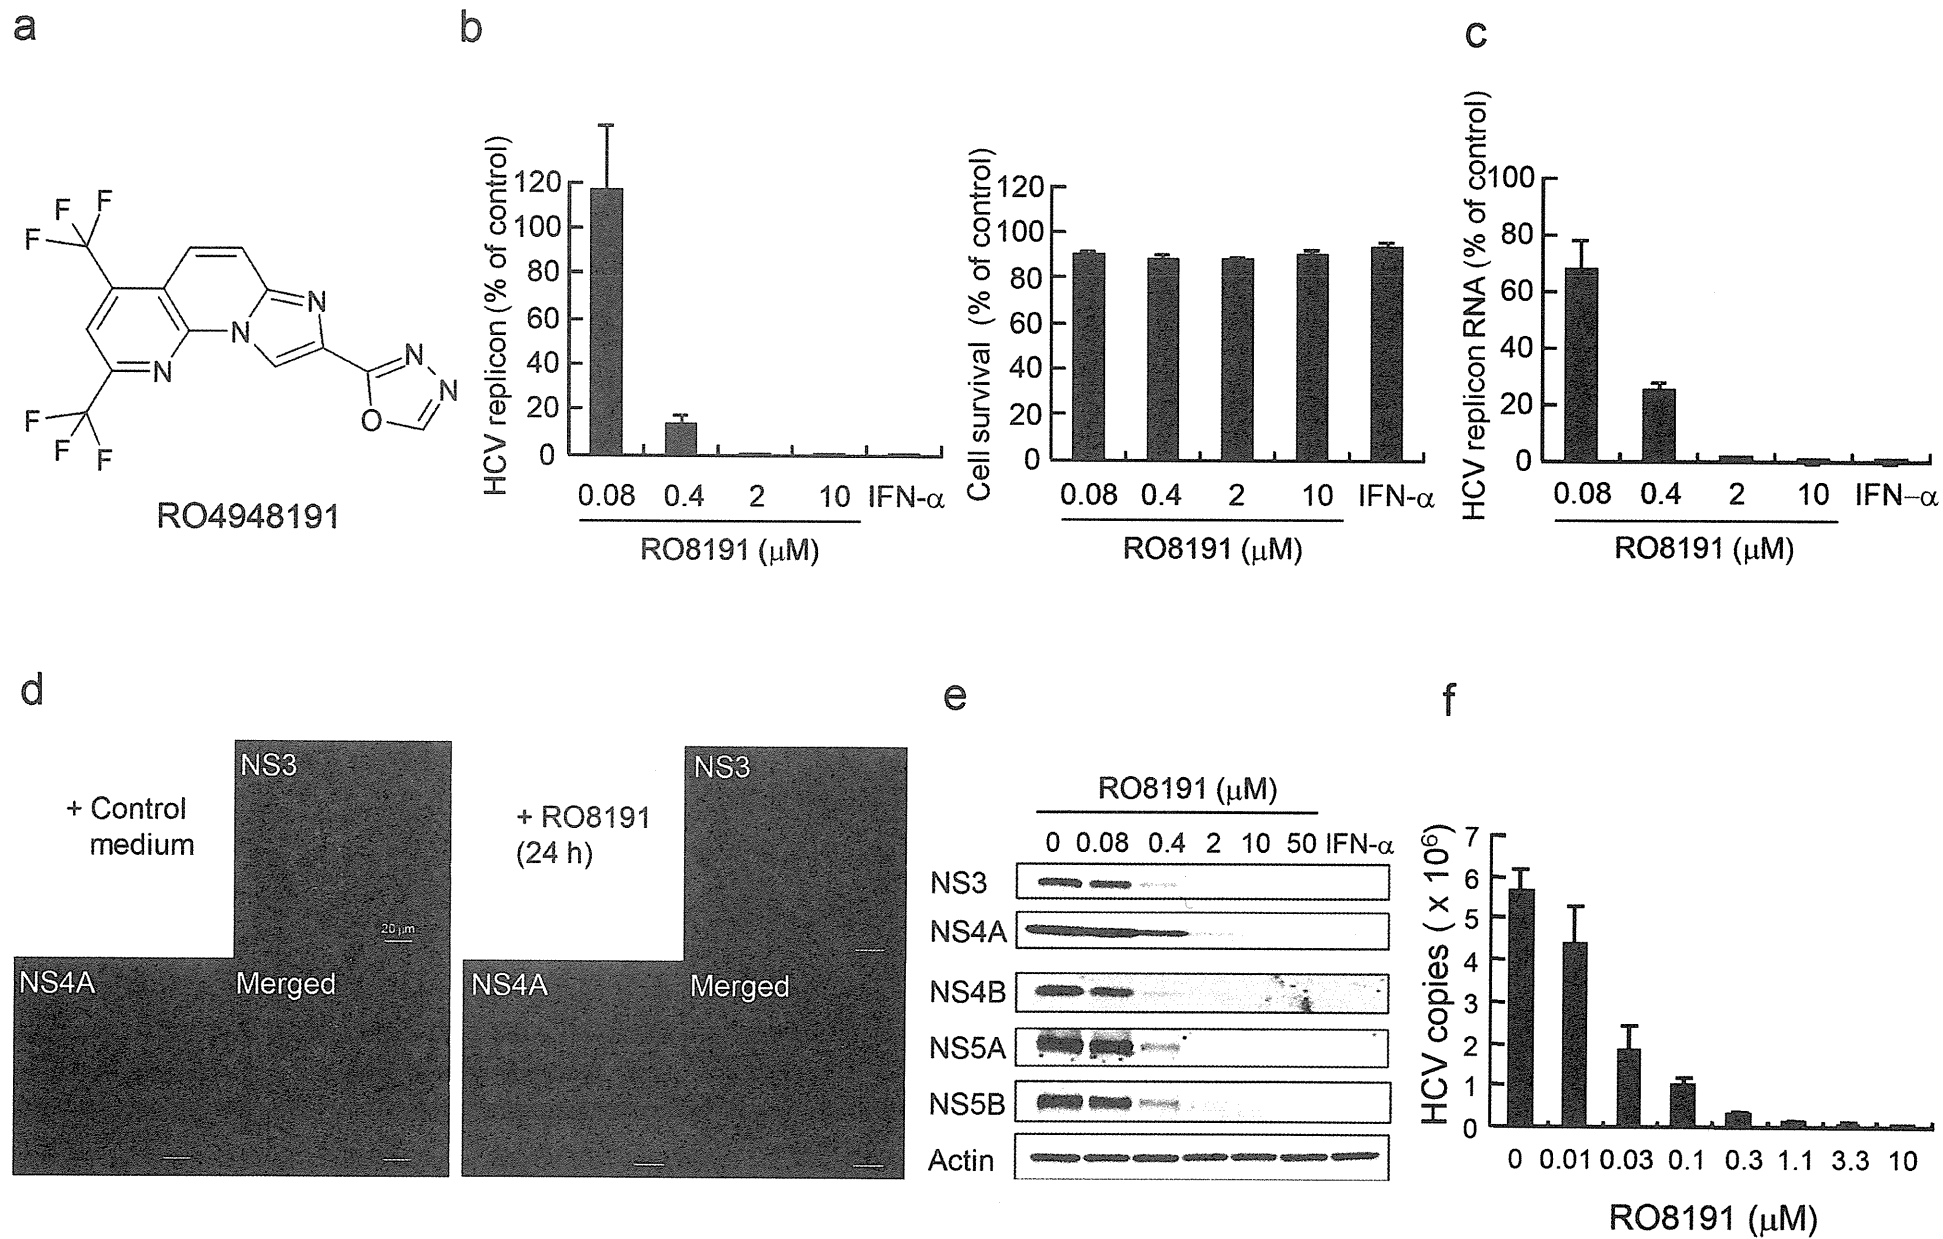 a
F
F
F
N
N
N
N
N
O
F
F
F
RO4948191
b
HCV replicon (% of control)
120
100
80
60
40
20
0
0.08 0.4 2 10 IFN-α
RO8191 (μM)
Cell survival (% of control)
120
100
80
60
40
20
0
0.08 0.4 2 10 IFN-α
RO8191 (μM)
c
HCV replicon RNA (% of control)
100
80
60
40
20
0
0.08 0.4 2 10 IFN–α
RO8191 (μM)
d
+ Control
medium
NS3
20 μm
NS4A
Merged
+ RO8191
(24 h)
NS3
NS4A
Merged
e
RO8191 (μM)
0 0.08 0.4 2 10 50 IFN-α
NS3
NS4A
NS4B
NS5A
NS5B
Actin
f
HCV copies ( x 10⁶)
7
6
5
4
3
2
1
0
0 0.01 0.03 0.1 0.3 1.1 3.3 10
RO8191 (μM)